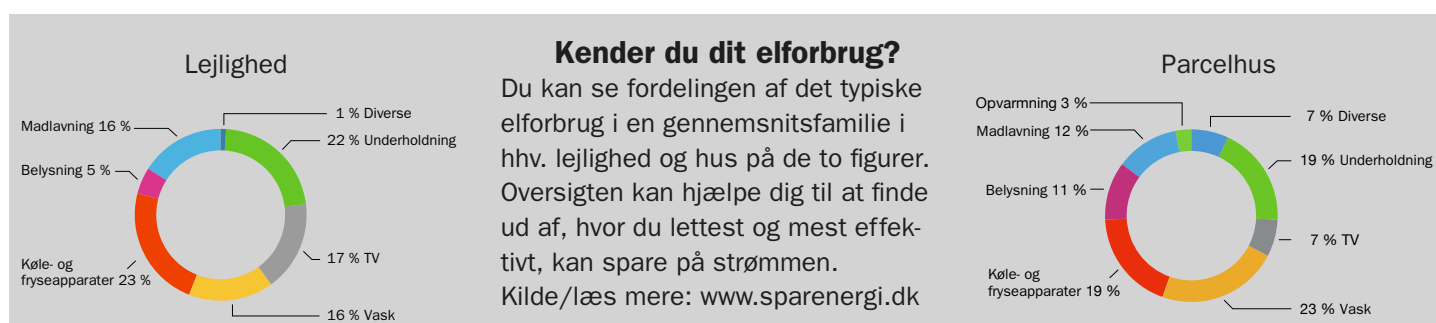 Lejlighed
1 % Diverse
22 % Underholdning
17 % TV
16 % Vask
Køle- og
fryseapparater 23 %
Belysning 5 %
Madlavning 16 %
Kender du dit elforbrug?
Du kan se fordelingen af det typiske
elforbrug i en gennemsnitsfamilie i
hhv. lejlighed og hus på de to figurer.
Oversigten kan hjælpe dig til at finde
ud af, hvor du lettest og mest effek-
tivt, kan spare på strømmen.
Kilde/læs mere: www.sparenergi.dk
Parcelhus
7 % Diverse
19 % Underholdning
7 % TV
23 % Vask
Køle- og
fryseapparater 19 %
Belysning 11 %
Madlavning 12 %
Opvarmning 3 %